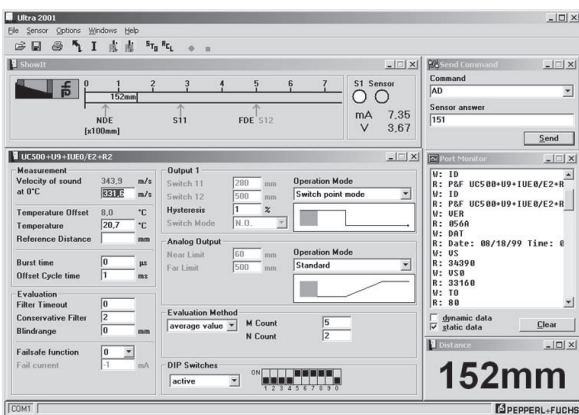 Ultra 2001
File Sensor Options Windows Help
ShowIt
0 1 2 3 4 5 6 7
152mm
NDE S11 FDE S12
[x100mm]
S1 Sensor
mA 7,35
V 3,67
Send Command
Command
AD
Sensor answer
151
Send
UC500+U9+IUE0/E2+R2
Measurement
Velocity of sound 343,9 m/s
at 0°C 331,6 m/s
Temperature Offset 8,0 °C
Temperature 20,7 °C
Reference Distance mm
Burst time 0 µs
Offset Cycle time 1 ms
Evaluation
Filter Timeout 0
Conservative Filter 2
Blindrange 0 mm
Failsafe function 0
Fail current -1 mA
Output 1
Switch 11 200 mm
Switch 12 500 mm
Hysteresis 1 %
Switch Mode N.O.
Operation Mode
Switch point mode
Analog Output
Near Limit 60 mm
Far Limit 500 mm
Operation Mode
Standard
Evaluation Method
average value M Count 5
N Count 2
DIP Switches
active
ON
1 2 3 4 5 6 7 8 9 0
Port Monitor
W: ID
R: P&F UC500+U9+IUE0/E2+R
W: ID
R: P&F UC500+U9+IUE0/E2+R
W: VER
R: 056A
W: DAT
R: Date: 08/18/99 Time: 0
W: US
R: 34390
W: US0
R: 33160
W: TO
R: 80
dynamic data
static data
Clear
Distance
152mm
COM1
PEPPERL+FUCHS